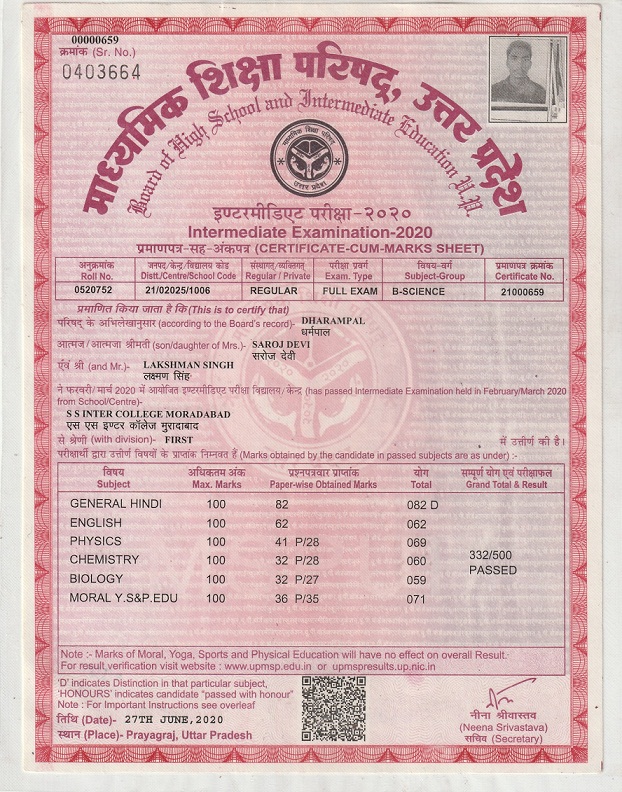 00000659
क्रमांक (Sr. No.)
0403664
माध्यमिक शिक्षा परिषद्, उत्तर प्रदेश
Board of High School and Intermediate Education U.P.
माध्यमिक शिक्षा परिषद्
उत्तर प्रदेश
इण्टरमीडिएट परीक्षा-२०२०
Intermediate Examination-2020
प्रमाणपत्र-सह-अंकपत्र (CERTIFICATE-CUM-MARKS SHEET)
अनुक्रमांक जनपद/केन्द्र/विद्यालय कोड संस्थागत/व्यक्तिगत परीक्षा प्रवर्ग विषय-वर्ग प्रमाणपत्र क्रमांक
Roll No. Distt./Centre/School Code Regular / Private Exam. Type Subject-Group Certificate No.
0520752 21/02025/1006 REGULAR FULL EXAM B-SCIENCE 21000659
प्रमाणित किया जाता है कि (This is to certify that)
परिषद् के अभिलेखानुसार (according to the Board's record)- DHARAMPAL
धर्मपाल
आत्मज/आत्मजा श्रीमती (son/daughter of Mrs.)- SAROJ DEVI
सरोज देवी
एवं श्री (and Mr.)- LAKSHMAN SINGH
लक्ष्मण सिंह
ने फरवरी/मार्च 2020 में आयोजित इण्टरमीडिएट परीक्षा विद्यालय/केन्द्र (has passed Intermediate Examination held in February/March 2020
from School/Centre)-
S S INTER COLLEGE MORADABAD
एस एस इण्टर कॉलेज मुरादाबाद
से श्रेणी (with division)- FIRST में उत्तीर्ण की है।
परीक्षार्थी द्वारा उत्तीर्ण विषयों के प्राप्तांक निम्नवत हैं (Marks obtained by the candidate in passed subjects are as under) :-
विषय अधिकतम अंक प्रश्नपत्रवार प्राप्तांक योग सम्पूर्ण योग एवं परीक्षाफल
Subject Max. Marks Paper-wise Obtained Marks Total Grand Total & Result
GENERAL HINDI 100 82 082 D
ENGLISH 100 62 062
PHYSICS 100 41 P/28 069
CHEMISTRY 100 32 P/28 060 332/500
BIOLOGY 100 32 P/27 059 PASSED
MORAL Y.S&P.EDU 100 36 P/35 071
Note :- Marks of Moral, Yoga, Sports and Physical Education will have no effect on overall Result.
For result verification visit website : www.upmsp.edu.in or upmspresults.up.nic.in
'D' indicates Distinction in that particular subject,
'HONOURS' indicates candidate "passed with honour"
Note : For Important Instructions see overleaf
तिथि (Date)- 27TH JUNE,2020
स्थान (Place)- Prayagraj, Uttar Pradesh
नीना श्रीवास्तव
(Neena Srivastava)
सचिव (Secretary)